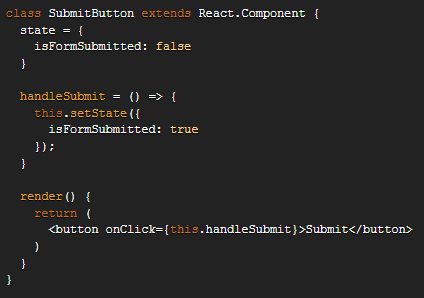 class SubmitButton extends React.Component {
  state = {
    isFormSubmitted: false
  }

  handleSubmit = () => {
    this.setState({
      isFormSubmitted: true
    });
  }

  render() {
    return (
      <button onClick={this.handleSubmit}>Submit</button>
    )
  }
}